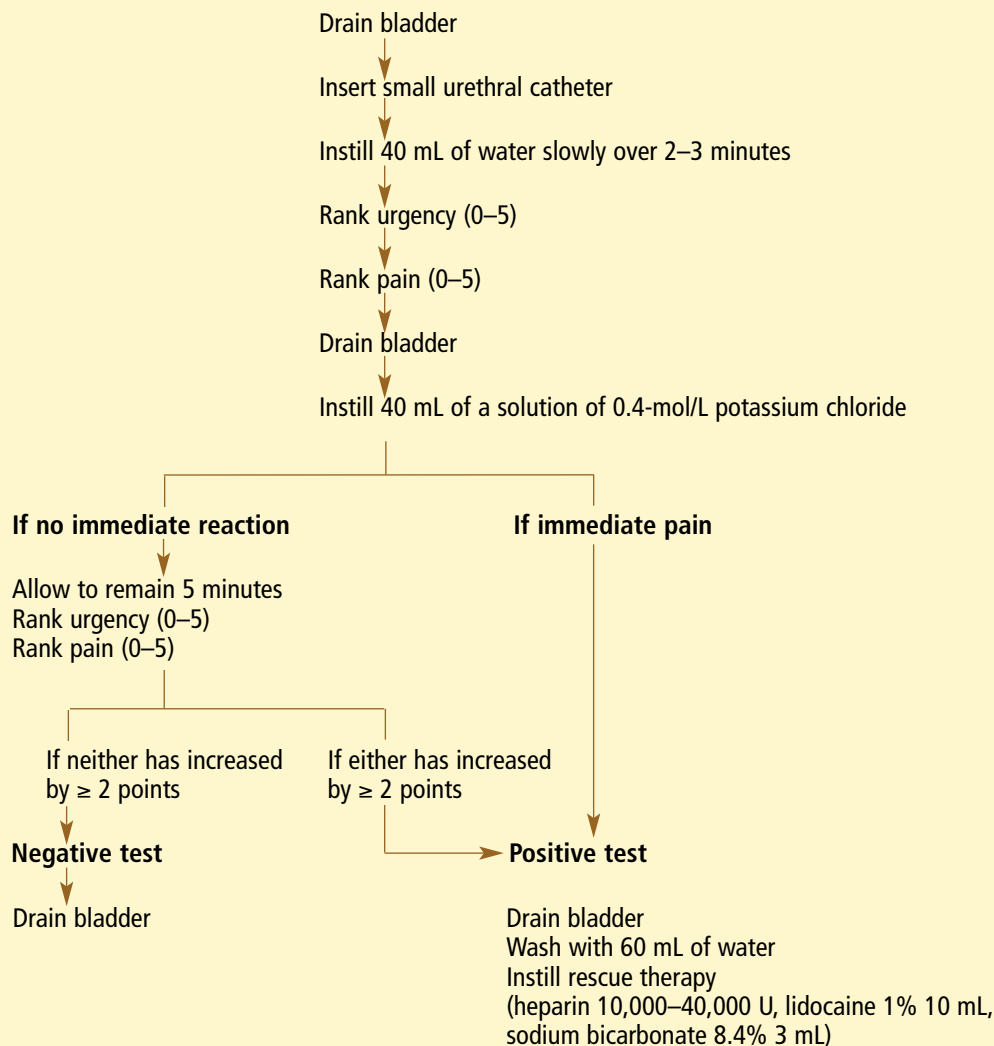 Drain bladder
Insert small urethral catheter
Instill 40 mL of water slowly over 2–3 minutes
Rank urgency (0–5)
Rank pain (0–5)
Drain bladder
Instill 40 mL of a solution of 0.4-mol/L potassium chloride
If no immediate reaction
If immediate pain
Allow to remain 5 minutes
Rank urgency (0–5)
Rank pain (0–5)
If neither has increased
by ≥ 2 points
If either has increased
by ≥ 2 points
Negative test
Positive test
Drain bladder
Drain bladder
Wash with 60 mL of water
Instill rescue therapy
(heparin 10,000–40,000 U, lidocaine 1% 10 mL,
sodium bicarbonate 8.4% 3 mL)